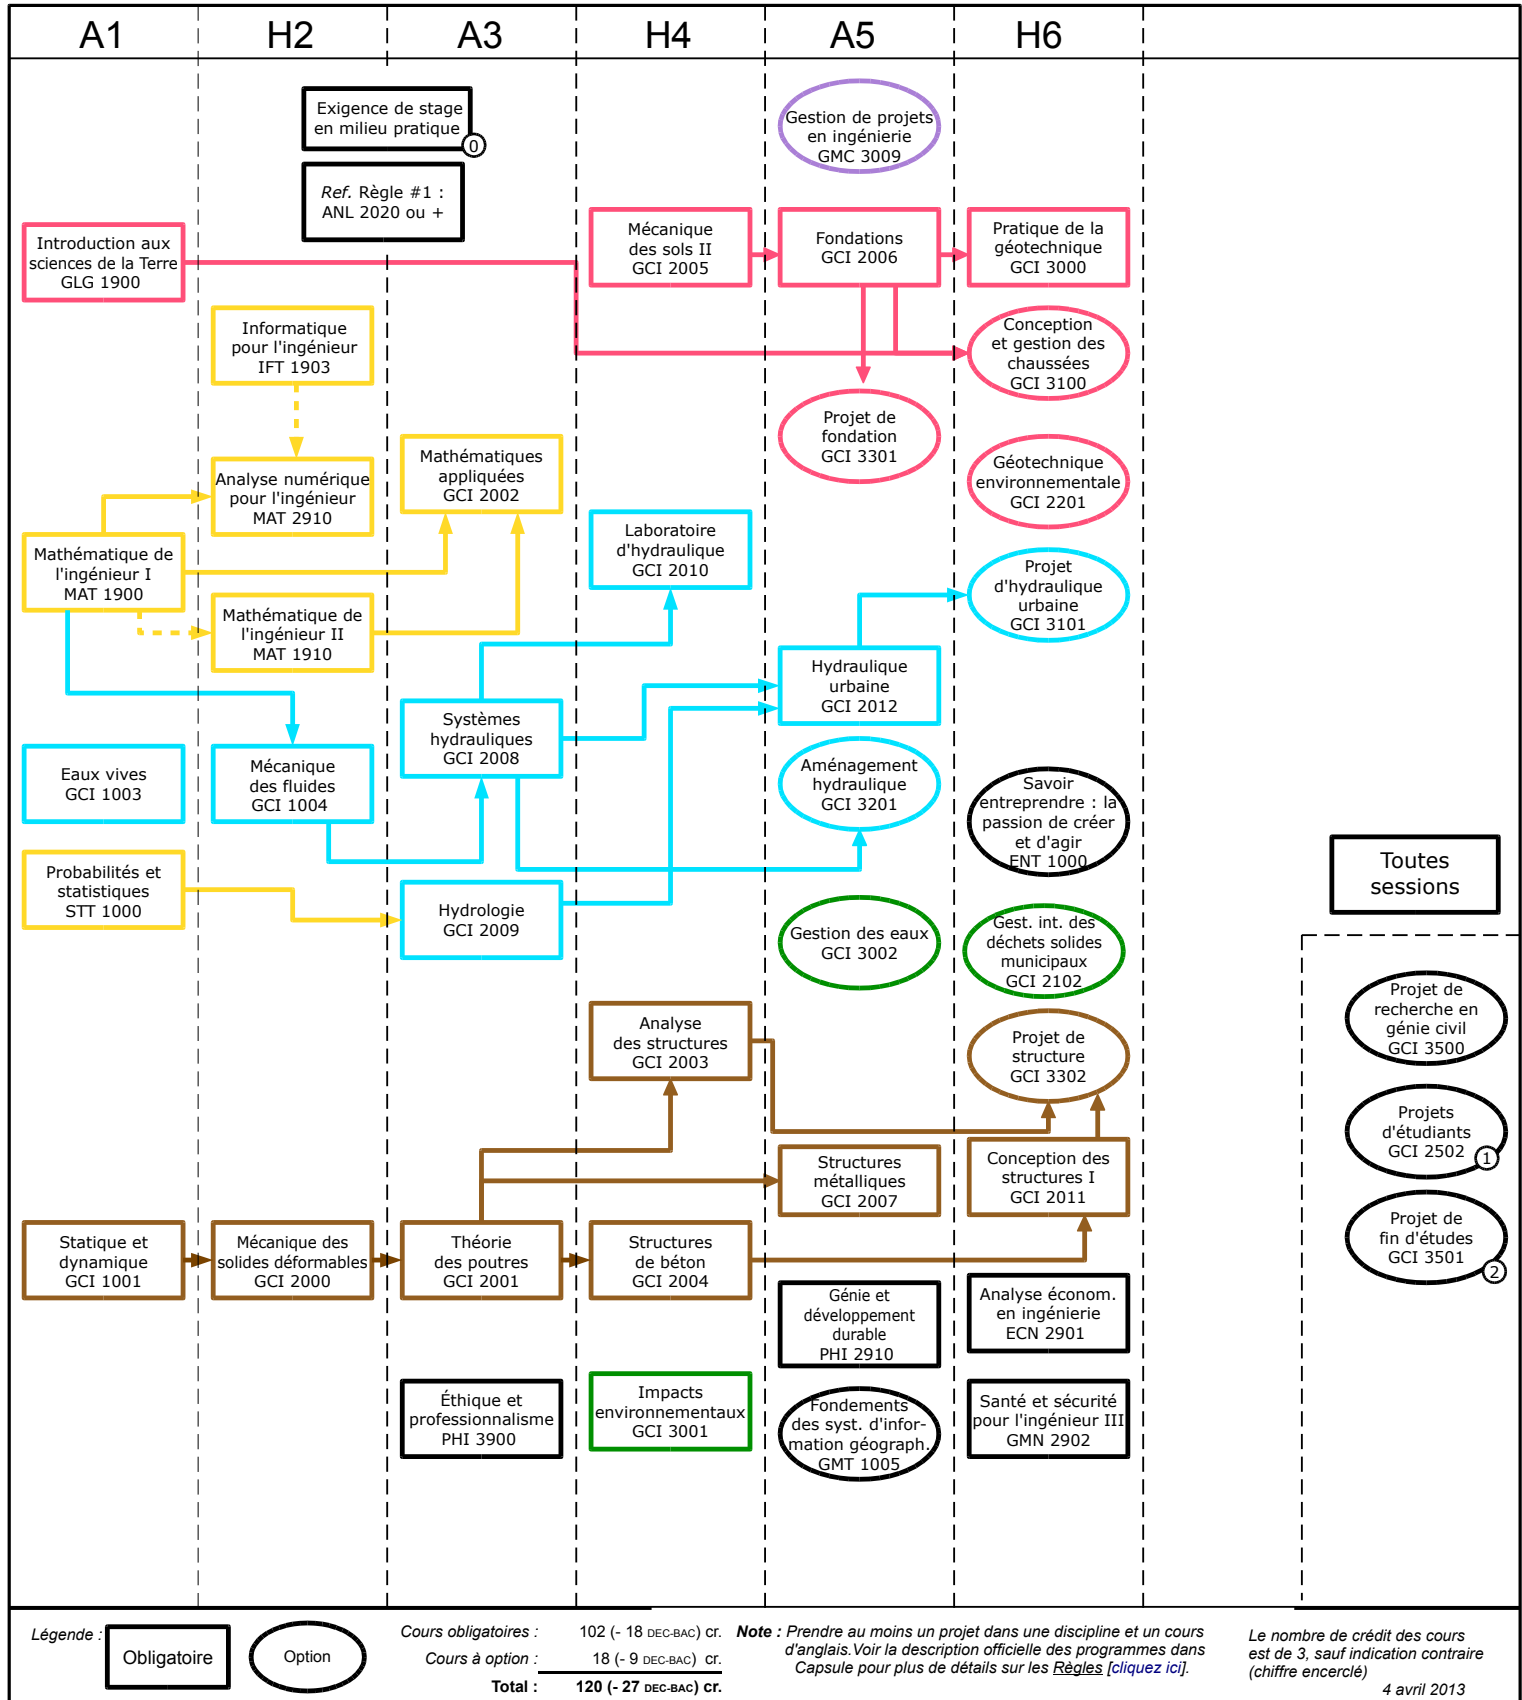 A1
H2
A3
H4
A5
H6
Exigence de stage
en milieu pratique
0
Ref. Règle #1 :
ANL 2020 ou +
Gestion de projets
en ingénierie
GMC 3009
Introduction aux
sciences de la Terre
GLG 1900
Mécanique
des sols II
GCI 2005
Fondations
GCI 2006
Pratique de la
géotechnique
GCI 3000
Informatique
pour l'ingénieur
IFT 1903
Conception
et gestion des
chaussées
GCI 3100
Projet de
fondation
GCI 3301
Analyse numérique
pour l'ingénieur
MAT 2910
Mathématiques
appliquées
GCI 2002
Géotechnique
environnementale
GCI 2201
Mathématique de
l'ingénieur I
MAT 1900
Laboratoire
d'hydraulique
GCI 2010
Projet
d'hydraulique
urbaine
GCI 3101
Mathématique de
l'ingénieur II
MAT 1910
Hydraulique
urbaine
GCI 2012
Systèmes
hydrauliques
GCI 2008
Eaux vives
GCI 1003
Mécanique
des fluides
GCI 1004
Aménagement
hydraulique
GCI 3201
Savoir
entreprendre : la
passion de créer
et d'agir
ENT 1000
Toutes
sessions
Probabilités et
statistiques
STT 1000
Hydrologie
GCI 2009
Gestion des eaux
GCI 3002
Gest. int. des
déchets solides
municipaux
GCI 2102
Projet de
recherche en
génie civil
GCI 3500
Analyse
des structures
GCI 2003
Projet de
structure
GCI 3302
Projets
d'étudiants
GCI 2502
1
Structures
métalliques
GCI 2007
Conception des
structures I
GCI 2011
Statique et
dynamique
GCI 1001
Mécanique des
solides déformables
GCI 2000
Théorie
des poutres
GCI 2001
Structures
de béton
GCI 2004
Projet de
fin d'études
GCI 3501
2
Génie et
développement
durable
PHI 2910
Analyse économ.
en ingénierie
ECN 2901
Éthique et
professionnalisme
PHI 3900
Impacts
environnementaux
GCI 3001
Fondements
des syst. d'infor-
mation géograph.
GMT 1005
Santé et sécurité
pour l'ingénieur III
GMN 2902
Légende :
Obligatoire
Option
Cours obligatoires : 102 (- 18 DEC-BAC) cr.
Cours à option : 18 (- 9 DEC-BAC) cr.
Total : 120 (- 27 DEC-BAC) cr.
Note : Prendre au moins un projet dans une discipline et un cours
d'anglais.Voir la description officielle des programmes dans
Capsule pour plus de détails sur les Règles [cliquez ici].
Le nombre de crédit des cours
est de 3, sauf indication contraire
(chiffre encerclé)
4 avril 2013